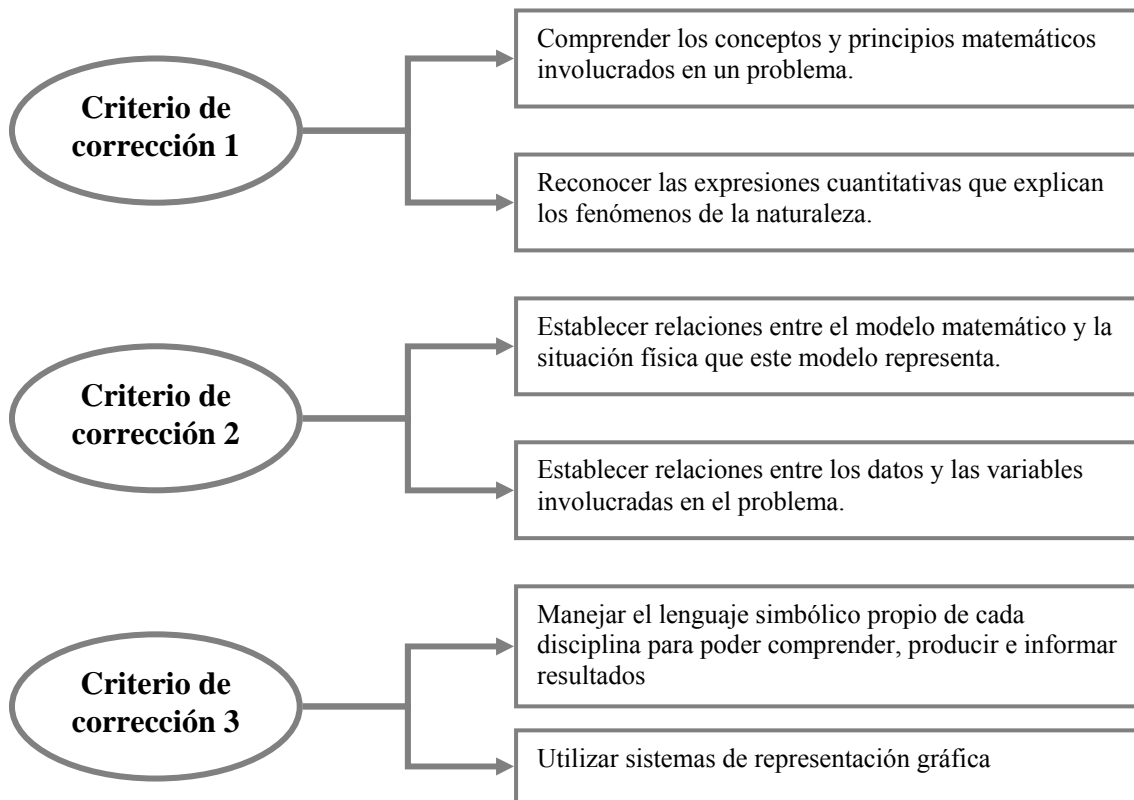 Criterio de
corrección 1
Comprender los conceptos y principios matemáticos
involucrados en un problema.
Reconocer las expresiones cuantitativas que explican
los fenómenos de la naturaleza.
Criterio de
corrección 2
Establecer relaciones entre el modelo matemático y la
situación física que este modelo representa.
Establecer relaciones entre los datos y las variables
involucradas en el problema.
Criterio de
corrección 3
Manejar el lenguaje simbólico propio de cada
disciplina para poder comprender, producir e informar
resultados
Utilizar sistemas de representación gráfica